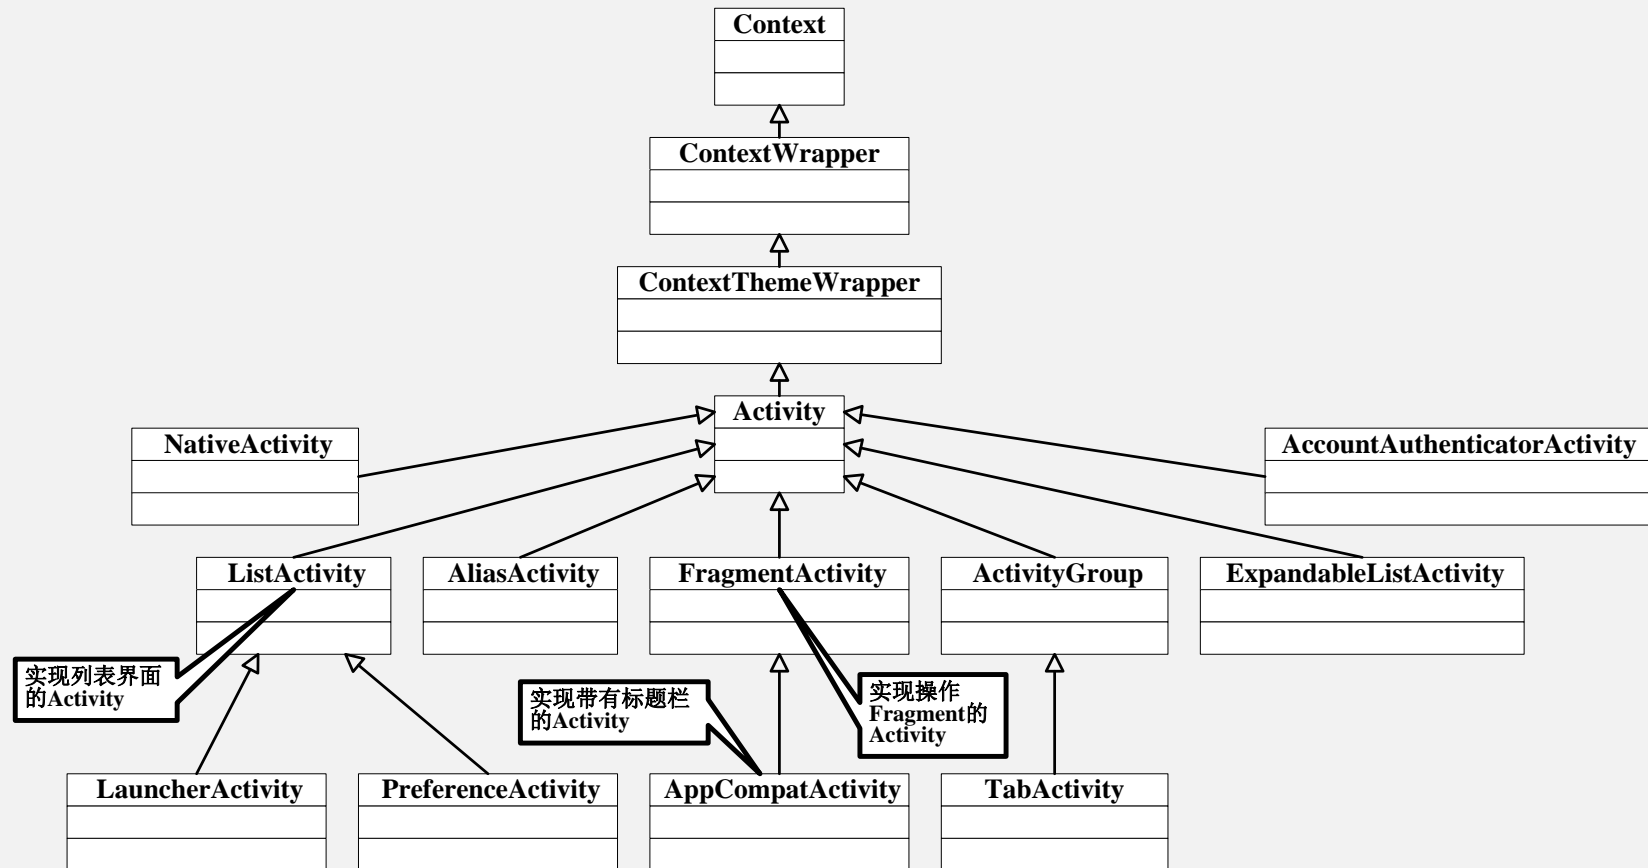 Context
ContextWrapper
ContextThemeWrapper
Activity
NativeActivity
AccountAuthenticatorActivity
ListActivity
AliasActivity
FragmentActivity
ActivityGroup
ExpandableListActivity
实现列表界面
的Activity
实现带有标题栏
的Activity
实现操作
Fragment的
Activity
LauncherActivity
PreferenceActivity
AppCompatActivity
TabActivity